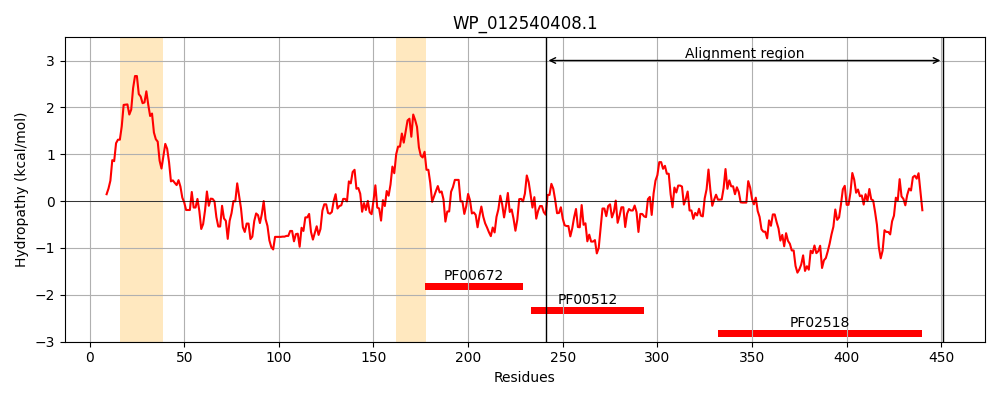 WP_012540408.1
Alignment region
3
2
1
0
−1
−2
−3
Hydropathy (kcal/mol)
PF00672
PF00512
PF02518
0 50 100 150 200 250 300 350 400 450
Residues